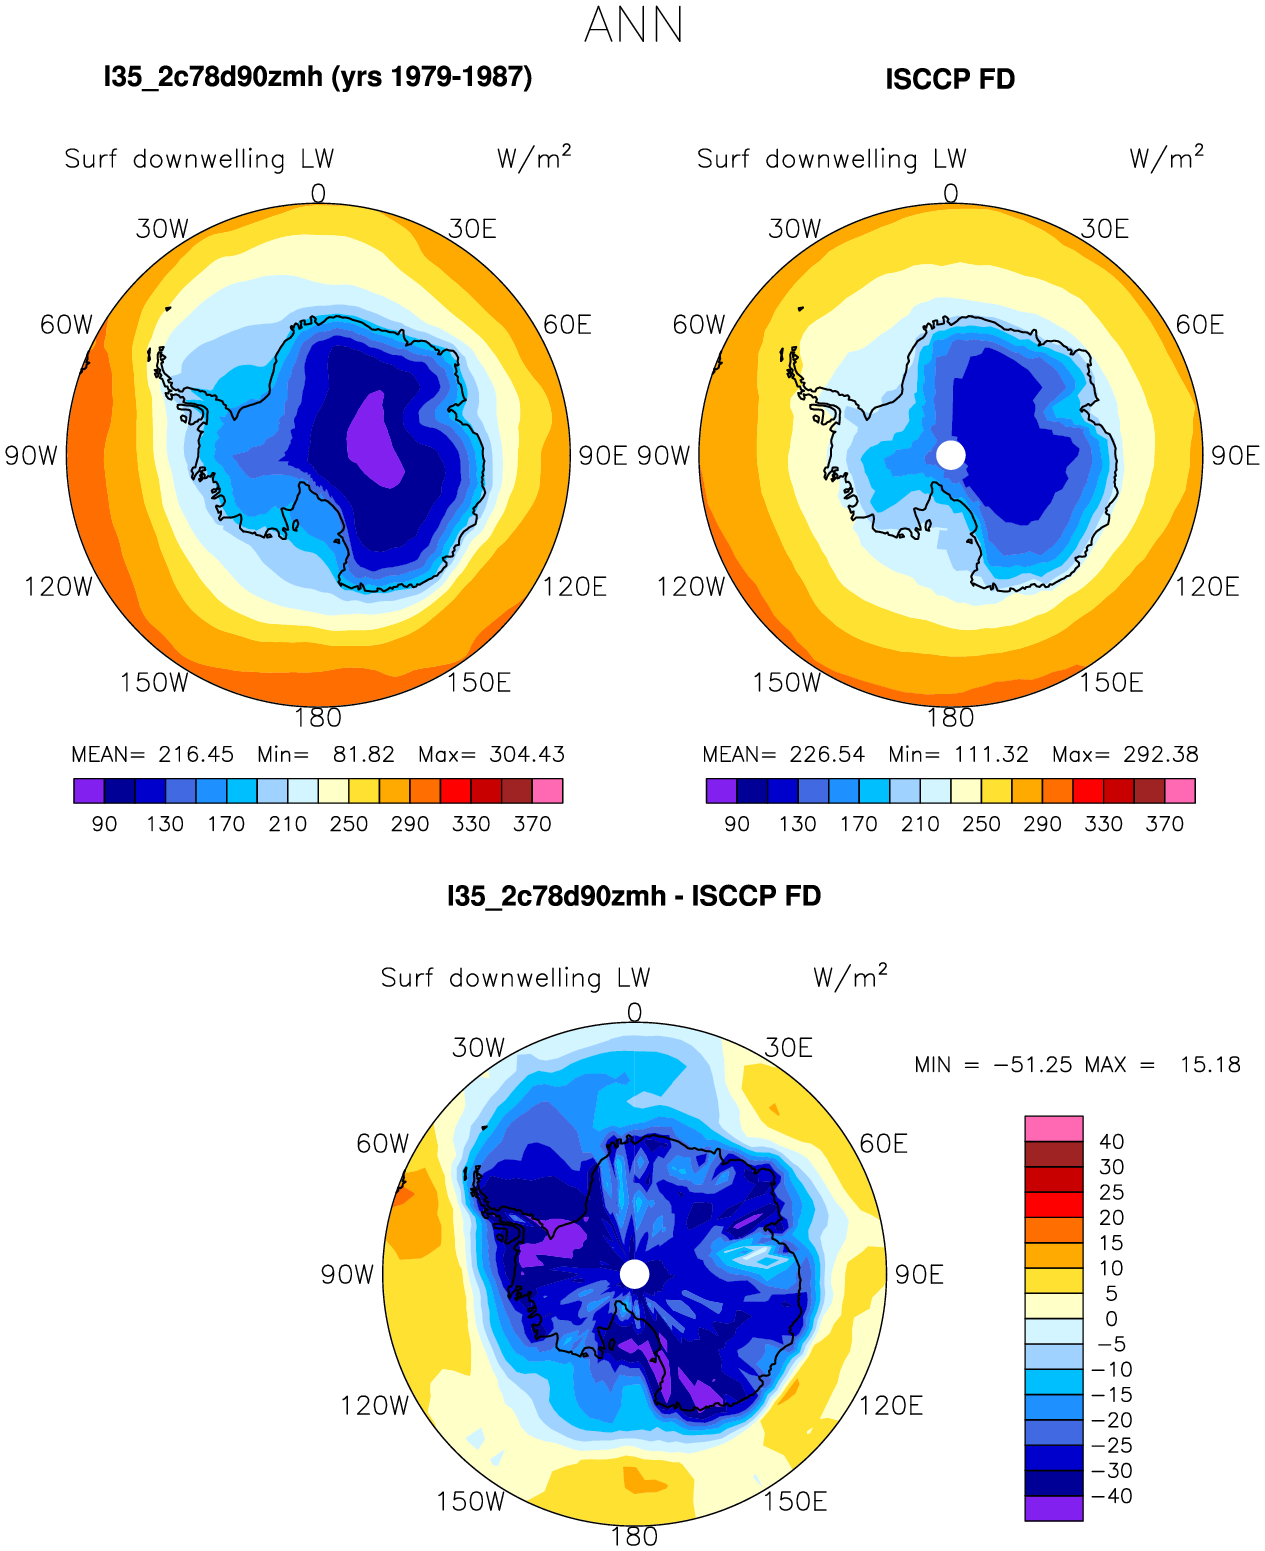 ANN
I35_2c78d90zmh (yrs 1979-1987)
Surf downwelling LW W/m²
0
30W 30E
60W 60E
90W 90E
120W 120E
150W 150E
180
MEAN= 216.45 Min= 81.82 Max= 304.43
90 130 170 210 250 290 330 370
ISCCP FD
Surf downwelling LW W/m²
0
30W 30E
60W 60E
90W 90E
120W 120E
150W 150E
180
MEAN= 226.54 Min= 111.32 Max= 292.38
90 130 170 210 250 290 330 370
I35_2c78d90zmh - ISCCP FD
Surf downwelling LW W/m²
0
30W 30E
60W 60E
90W 90E
120W 120E
150W 150E
180
MIN = −51.25 MAX = 15.18
40
30
25
20
15
10
5
0
−5
−10
−15
−20
−25
−30
−40